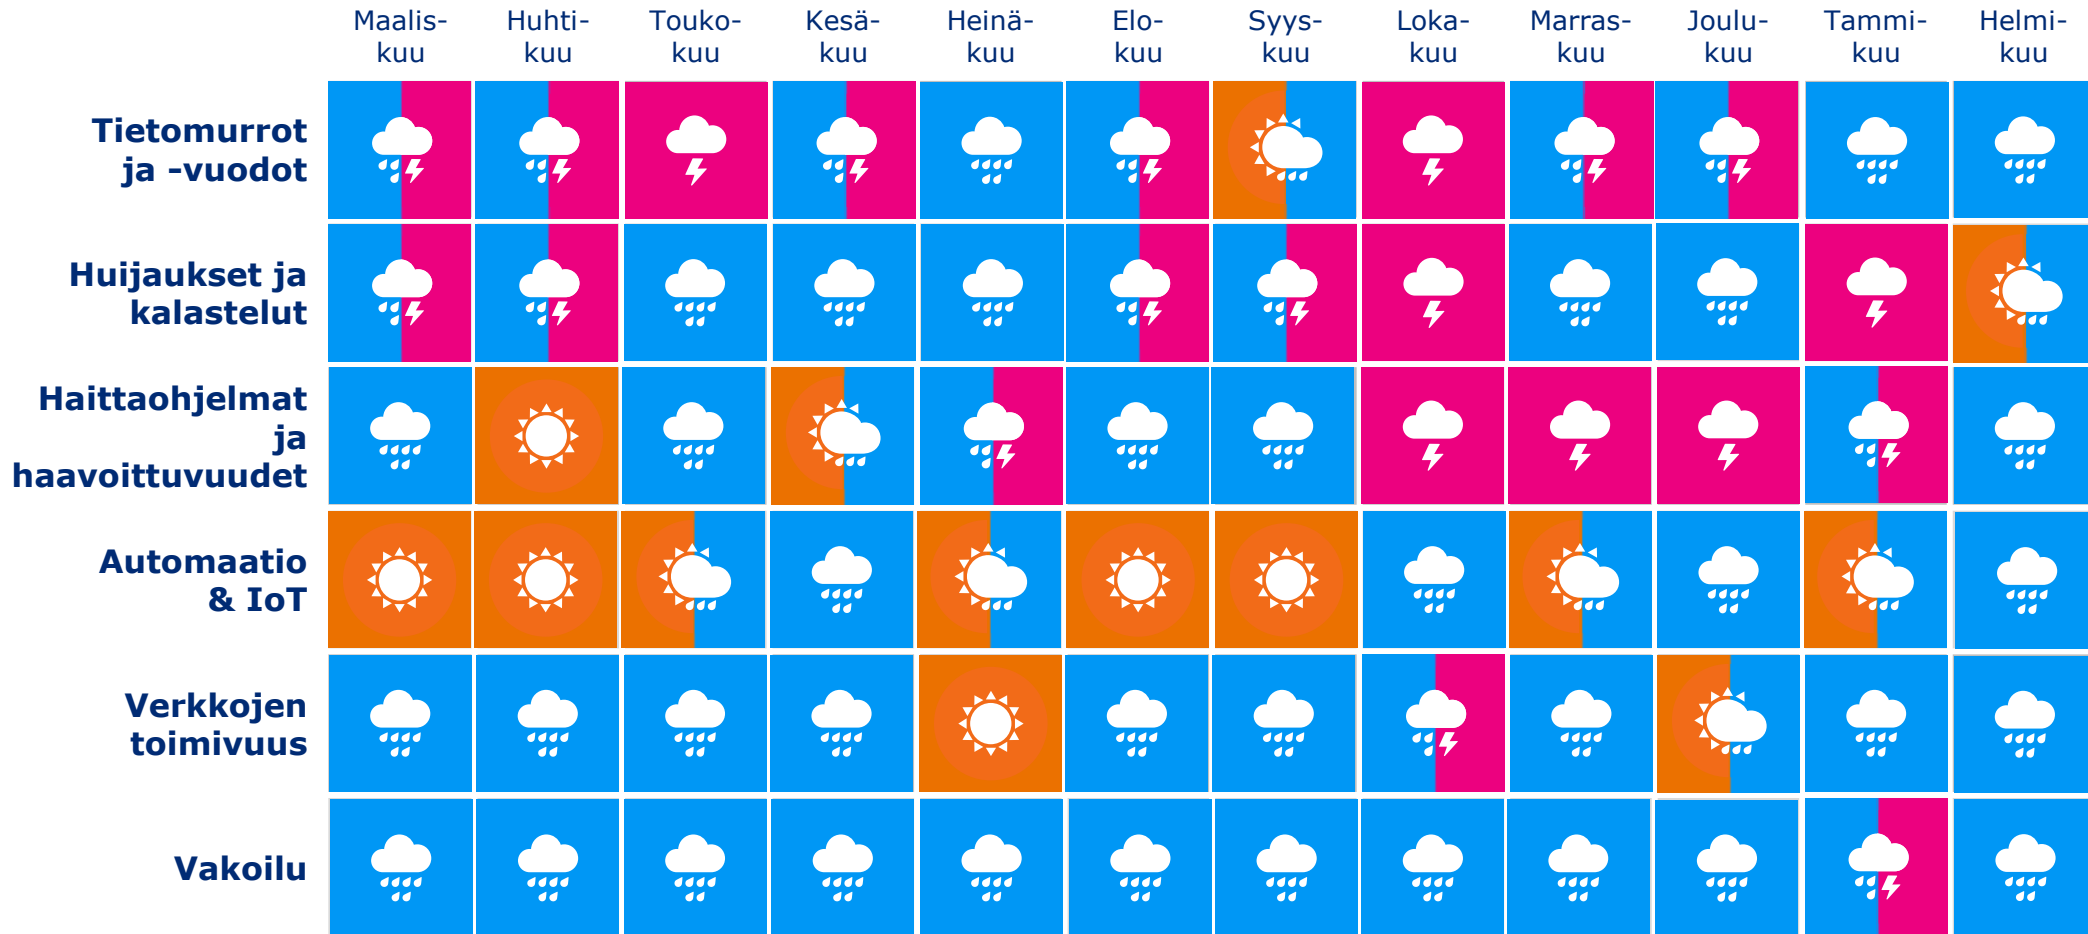 Maalis-
kuu
Huhti-
kuu
Touko-
kuu
Kesä-
kuu
Heinä-
kuu
Elo-
kuu
Syys-
kuu
Loka-
kuu
Marras-
kuu
Joulu-
kuu
Tammi-
kuu
Helmi-
kuu
Tietomurrot
ja -vuodot
Huijaukset ja
kalastelut
Haittaohjelmat
ja
haavoittuvuudet
Automaatio
& IoT
Verkkojen
toimivuus
Vakoilu